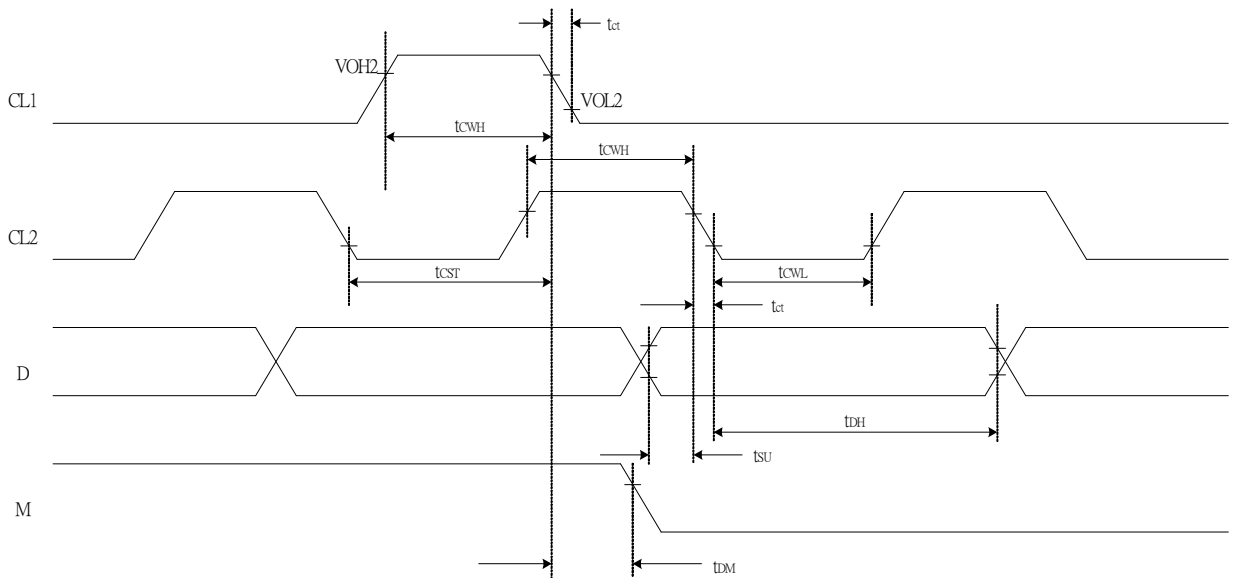 tct
VOH2
CL1
VOL2
tCWH
tCWH
CL2
tCST
tCWL
tct
D
tDH
tSU
M
tDM